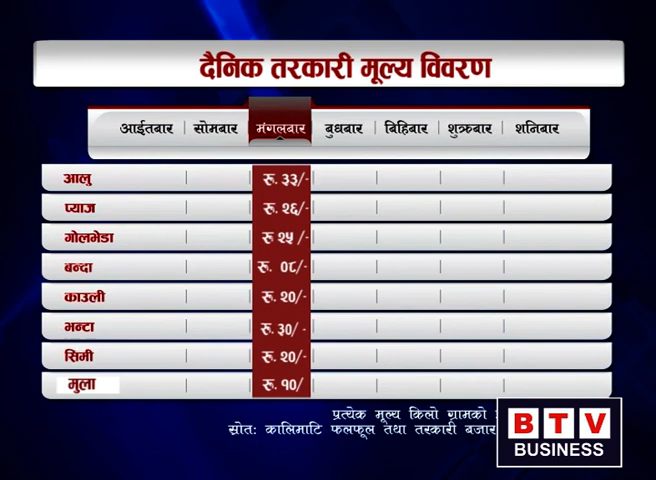 दैनिक तरकारी मूल्य विवरण
आईतबार सोमबार मंगलबार बुधबार बिहिबार शुक्रबार शनिबार
आलु रू. ३३/-
प्याज रू. २६/-
गोलभेडा रू २५ /-
बन्दा रू. ०८/-
काउली रू. २०/-
भन्टा रू. ३०/ -
सिमी रू. २०/-
मुला रू. १०/
प्रत्येक मूल्य किलो ग्रामको
स्रोतः कालिमाटि फलफूल तथा तरकारी बजार
BTV
BUSINESS